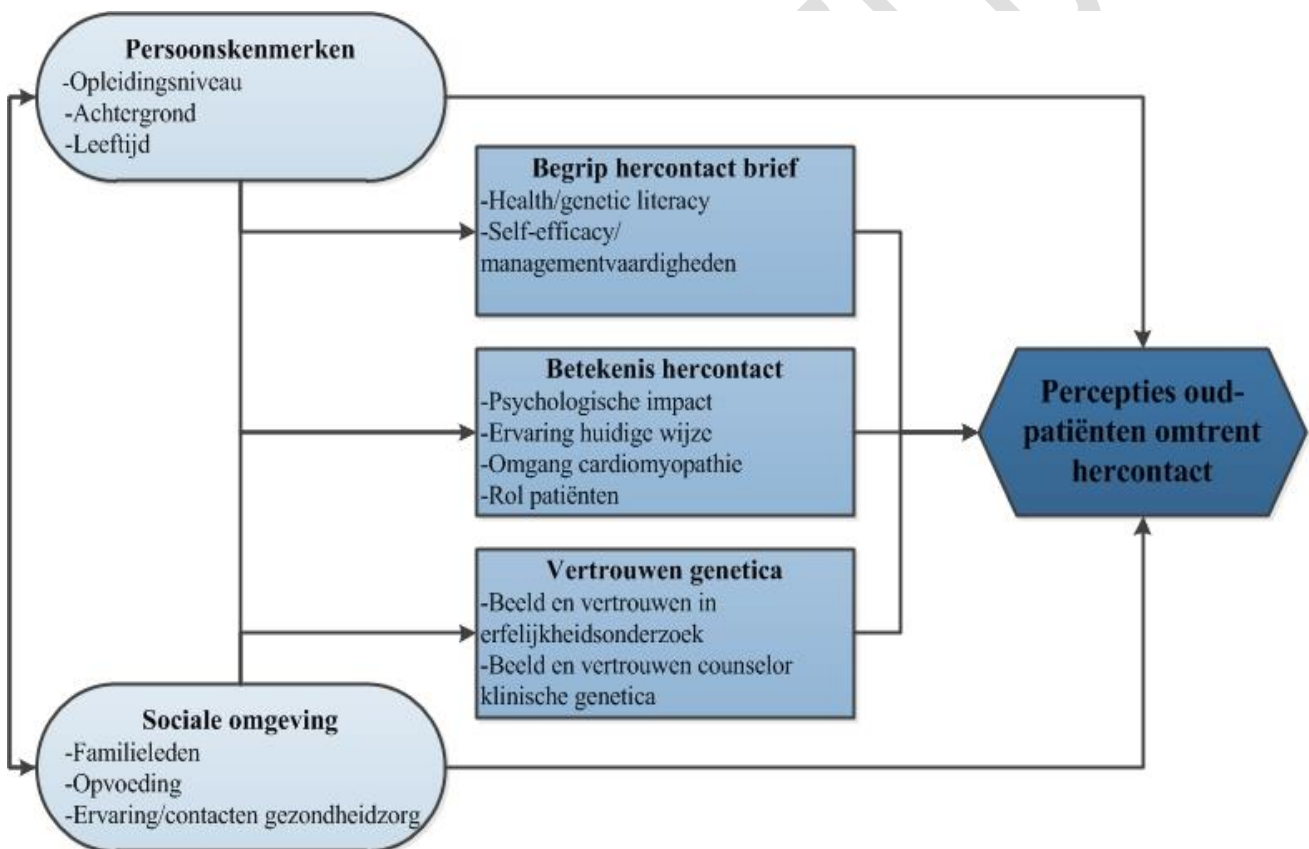 Persoonskenmerken
-Opleidingsniveau
-Achtergrond
-Leeftijd
Begrip hercontact brief
-Health/genetic literacy
-Self-efficacy/
managementvaardigheden
Betekenis hercontact
-Psychologische impact
-Ervaring huidige wijze
-Omgang cardiomyopathie
-Rol patiënten
Percepties oud-
patiënten omtrent
hercontact
Vertrouwen genetica
-Beeld en vertrouwen in
erfelijkheidsonderzoek
-Beeld en vertrouwen counselor
klinische genetica
Sociale omgeving
-Familieleden
-Opvoeding
-Ervaring/contacten gezondheidzorg